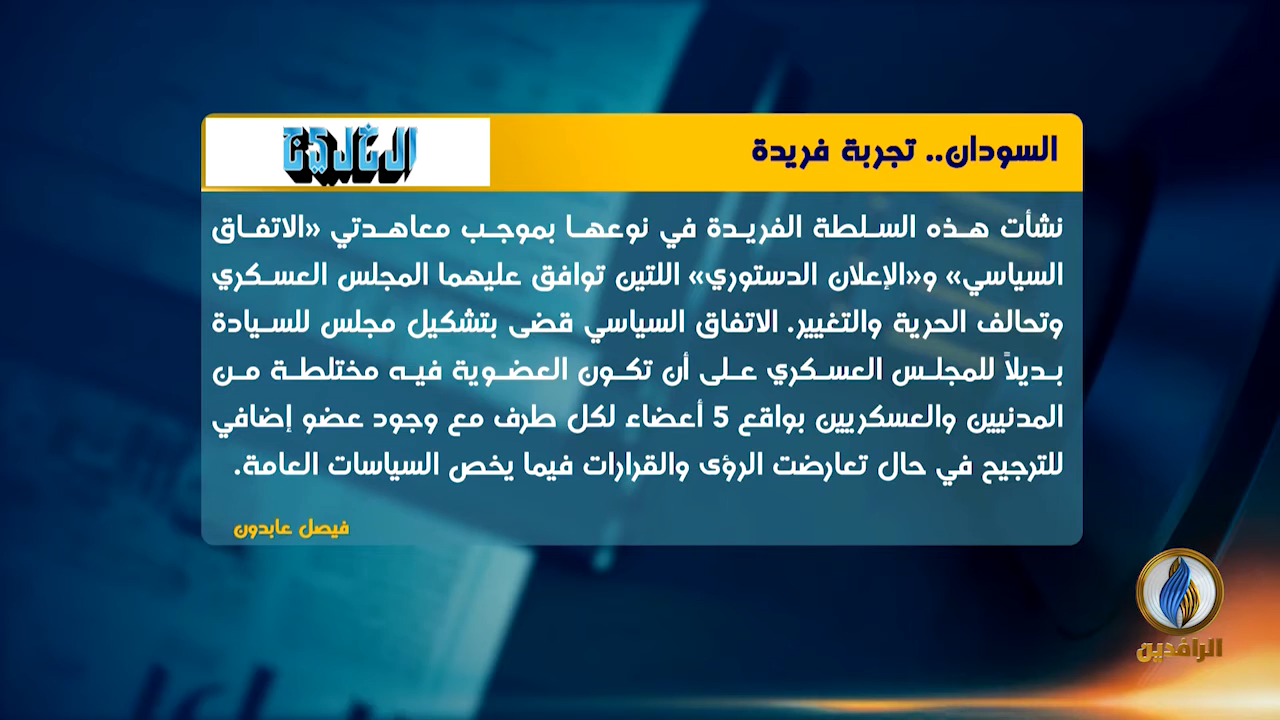 السودان.. تجربة فريدة
الخليج
نشأت هذه السلطة الفريدة في نوعها بموجب معاهدتي «الاتفاق
السياسي» و«الإعلان الدستوري» اللتين توافق عليهما المجلس العسكري
وتحالف الحرية والتغيير. الاتفاق السياسي قضى بتشكيل مجلس للسيادة
بديلاً للمجلس العسكري على أن تكون العضوية فيه مختلطة من
المدنيين والعسكريين بواقع 5 أعضاء لكل طرف مع وجود عضو إضافي
للترجيح في حال تعارضت الرؤى والقرارات فيما يخص السياسات العامة.
فيصل عابدون
الرافدين